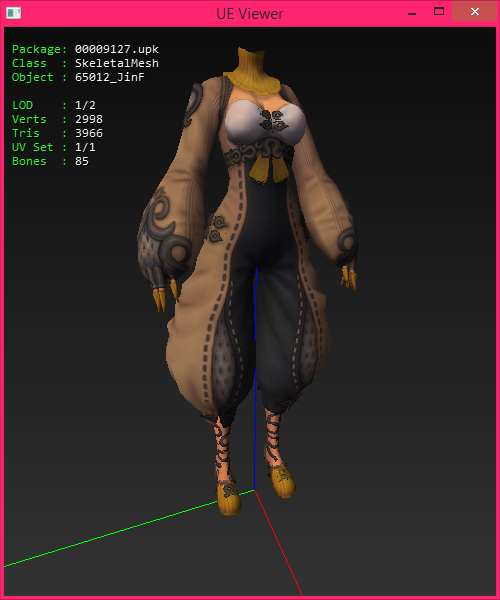 UE Viewer
Package: 00009127.upk
Class : SkeletalMesh
Object : 65012_JinF
LOD : 1/2
Verts : 2998
Tris : 3966
UV Set : 1/1
Bones : 85